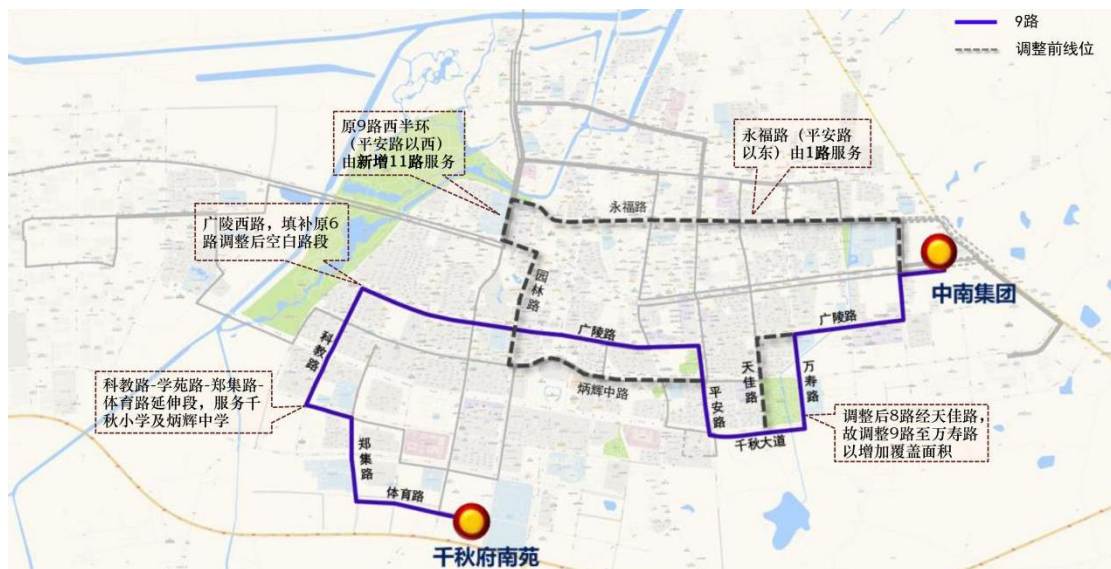 9路
调整前线位
原9路西半环
（平安路以西）
由新增11路服务
永福路（平安路
以东）由1路服务
永福路
广陵西路，填补原6
路调整后空白路段
中南集团
园林路
广陵路
广陵路
科教路
天佳路
万寿路
炳辉中路
平安路
科教路-学苑路-郑集路-
体育路延伸段，服务千
秋小学及炳辉中学
调整后8路经天佳路，
故调整9路至万寿路
以增加覆盖面积
千秋大道
郑集路
体育路
千秋府南苑